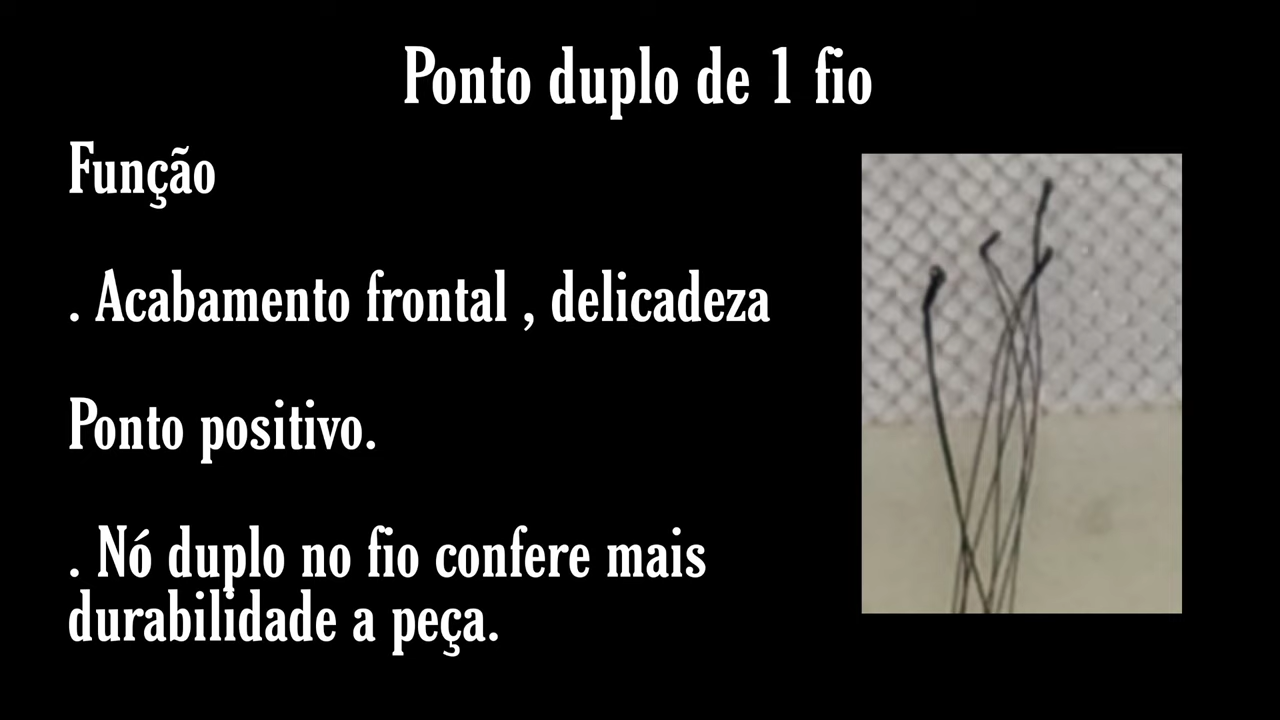 Ponto duplo de 1 fio
Função
. Acabamento frontal , delicadeza
Ponto positivo.
. Nó duplo no fio confere mais
durabilidade a peça.